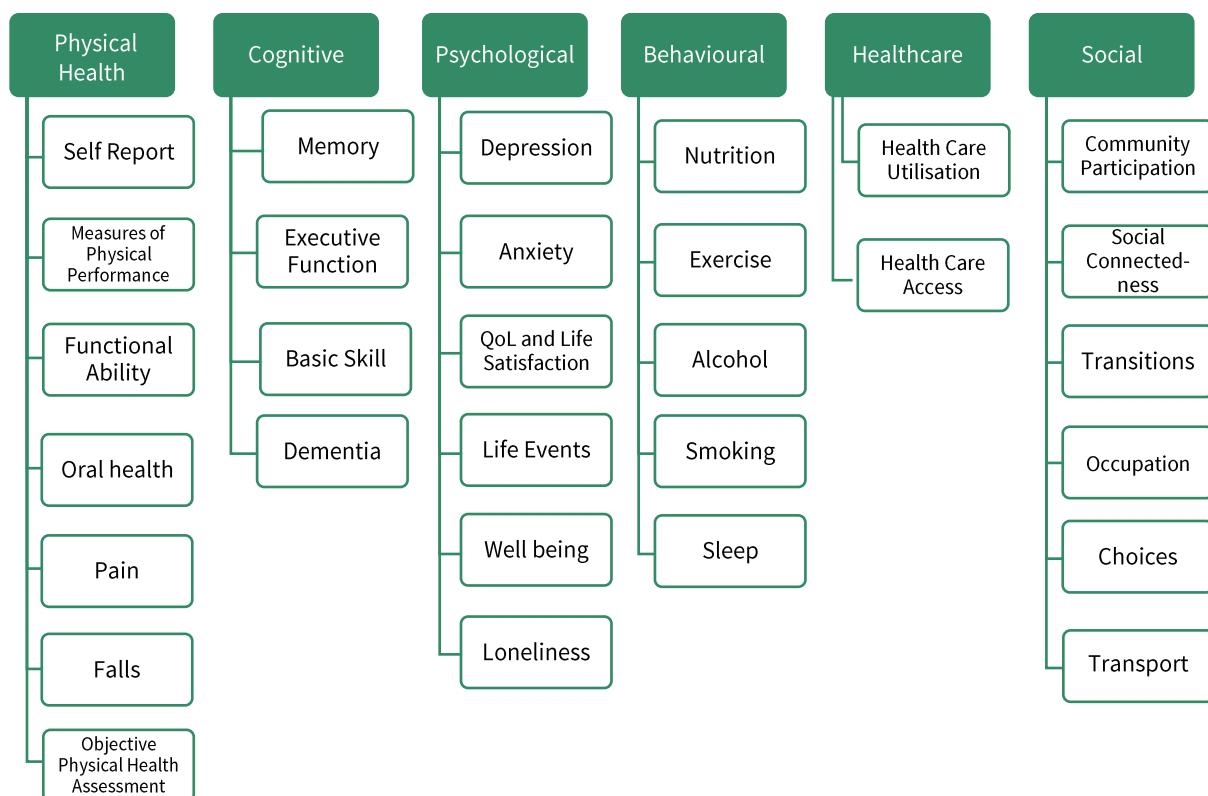 Physical
Health
Self Report
Measures of
Physical
Performance
Functional
Ability
Oral health
Pain
Falls
Objective
Physical Health
Assessment
Cognitive
Memory
Executive
Function
Basic Skill
Dementia
Psychological
Depression
Anxiety
QoL and Life
Satisfaction
Life Events
Well being
Loneliness
Behavioural
Nutrition
Exercise
Alcohol
Smoking
Sleep
Healthcare
Health Care
Utilisation
Health Care
Access
Social
Community
Participation
Social
Connected-
ness
Transitions
Occupation
Choices
Transport